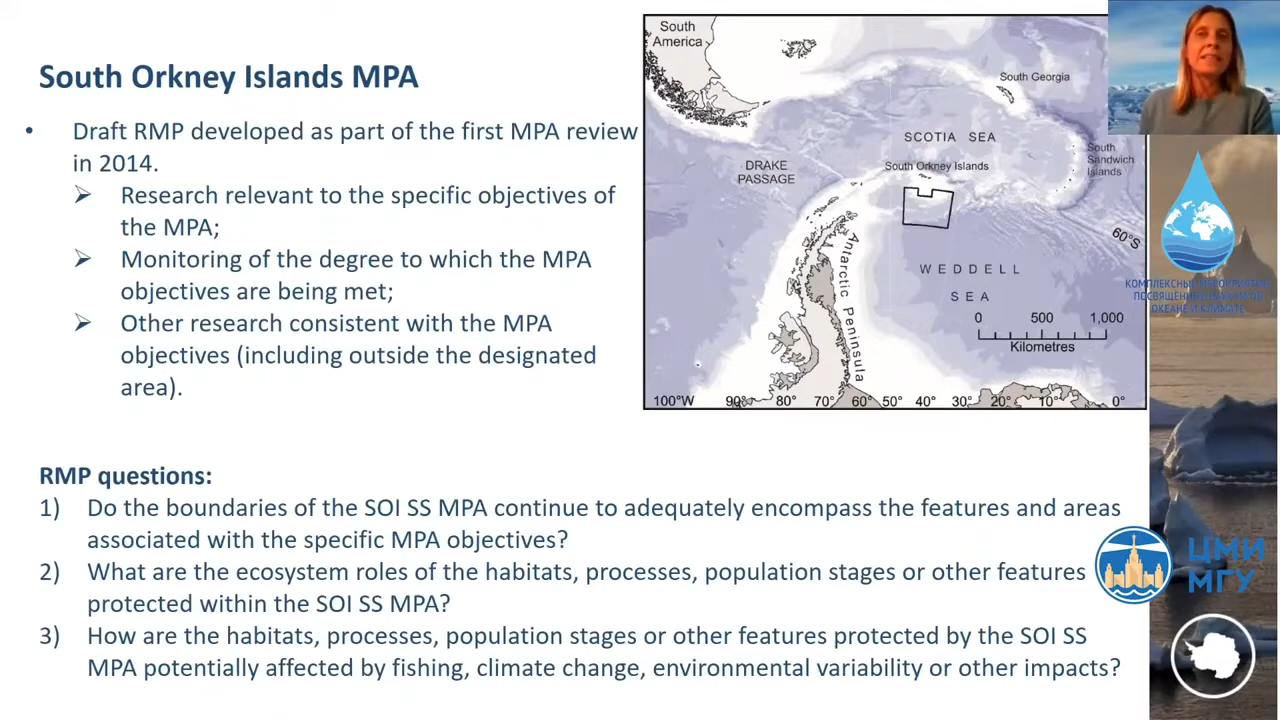 South Orkney Islands MPA
• Draft RMP developed as part of the first MPA review
in 2014.
➢ Research relevant to the specific objectives of
the MPA;
➢ Monitoring of the degree to which the MPA
objectives are being met;
➢ Other research consistent with the MPA
objectives (including outside the designated
area).
South
America
South Georgia
SCOTIA SEA
DRAKE
PASSAGE
South Orkney Islands
South
Sandwich
Islands
60°S
Antarctic Peninsula
WEDDELL
SEA
0 500 1,000
Kilometres
100°W 90° 80° 70° 60° 50° 40° 30° 20° 10° 0°
КОМПЛЕКСНЫЕ МЕРОПРИЯТИЯ
ОКЕАНЕ И КЛИМАТЕ
RMP questions:
1) Do the boundaries of the SOI SS MPA continue to adequately encompass the features and areas
associated with the specific MPA objectives?
2) What are the ecosystem roles of the habitats, processes, population stages or other features
protected within the SOI SS MPA?
3) How are the habitats, processes, population stages or other features protected by the SOI SS
MPA potentially affected by fishing, climate change, environmental variability or other impacts?
ЦМИ
МГУ